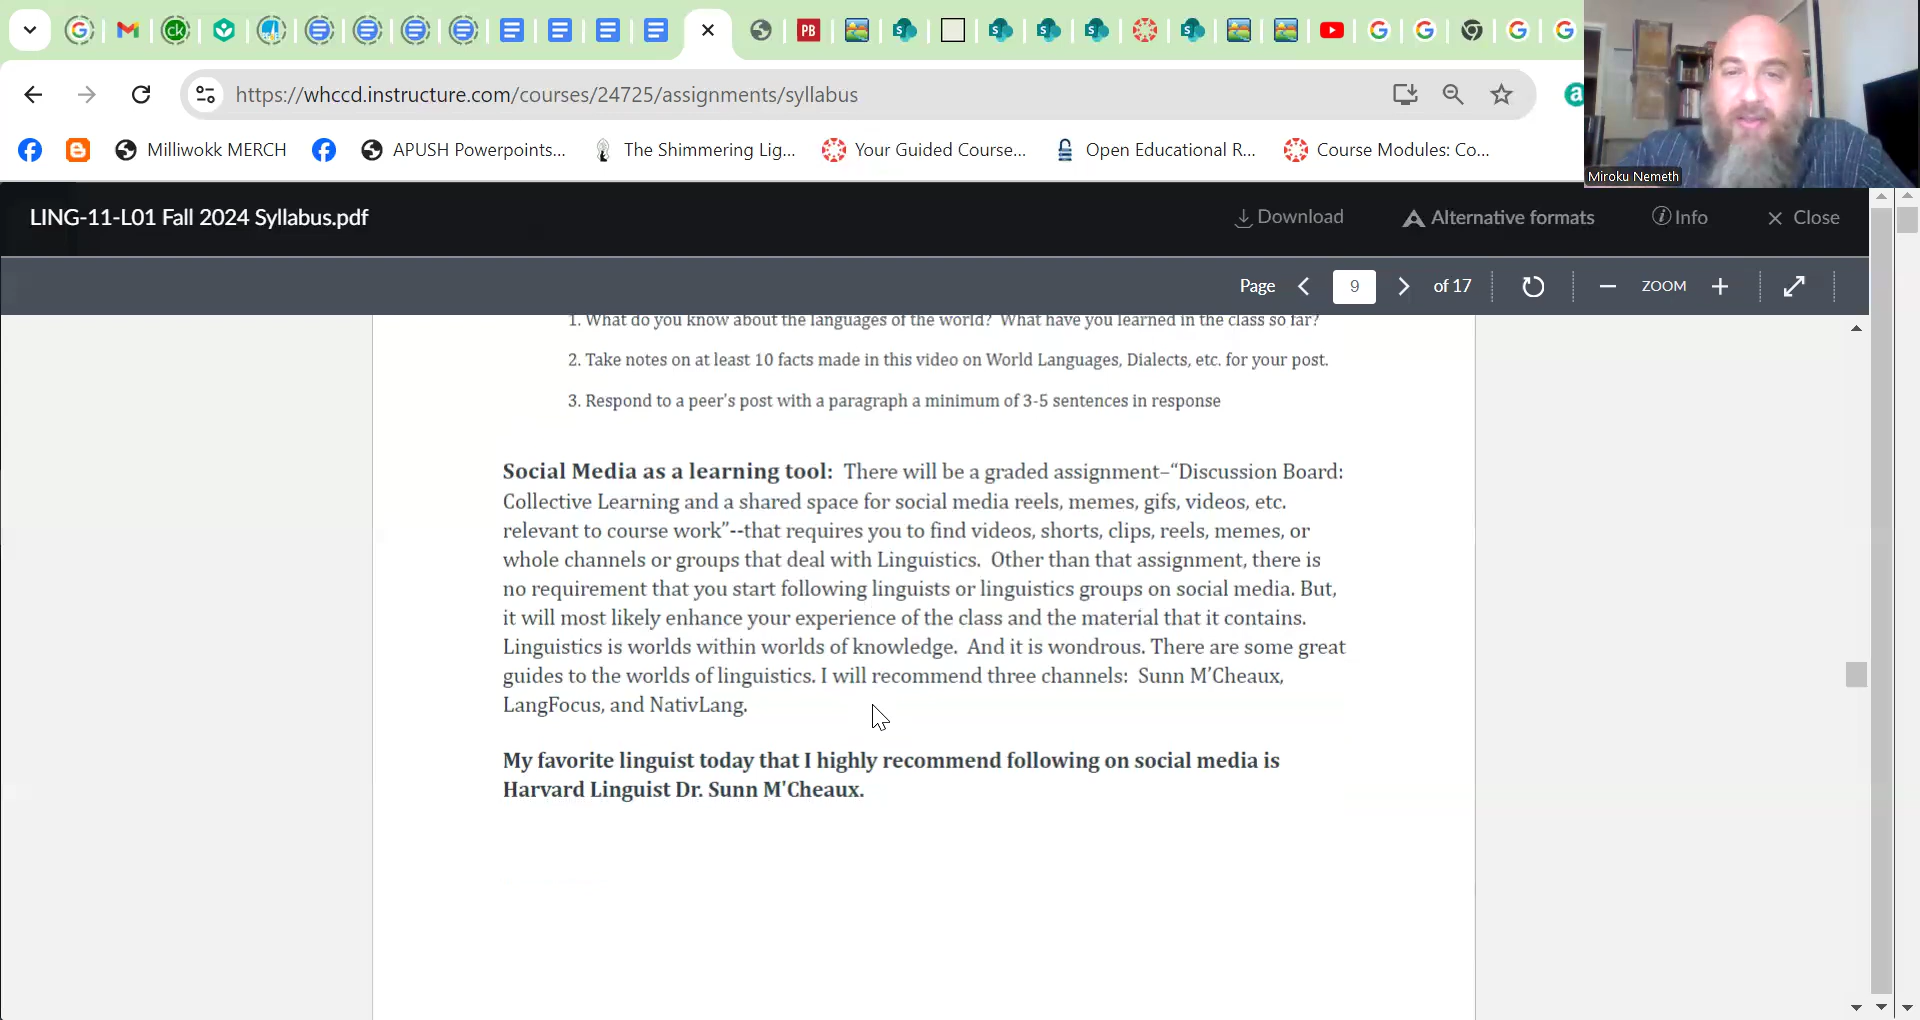 https://whccd.instructure.com/courses/24725/assignments/syllabus
Milliwokk MERCH
APUSH Powerpoints...
The Shimmering Lig...
Your Guided Course...
Open Educational R...
Course Modules: Co...
PB
ck
a
Miroku Nemeth
LING-11-L01 Fall 2024 Syllabus.pdf
Download
Alternative formats
Info
Close
Page 9 of 17 ZOOM
1. What do you know about the languages of the world? What have you learned in the class so far?
2. Take notes on at least 10 facts made in this video on World Languages, Dialects, etc. for your post.
3. Respond to a peer's post with a paragraph a minimum of 3-5 sentences in response
Social Media as a learning tool: There will be a graded assignment–“Discussion Board:
Collective Learning and a shared space for social media reels, memes, gifs, videos, etc.
relevant to course work”--that requires you to find videos, shorts, clips, reels, memes, or
whole channels or groups that deal with Linguistics. Other than that assignment, there is
no requirement that you start following linguists or linguistics groups on social media. But,
it will most likely enhance your experience of the class and the material that it contains.
Linguistics is worlds within worlds of knowledge. And it is wondrous. There are some great
guides to the worlds of linguistics. I will recommend three channels: Sunn M’Cheaux,
LangFocus, and NativLang.
My favorite linguist today that I highly recommend following on social media is
Harvard Linguist Dr. Sunn M'Cheaux.